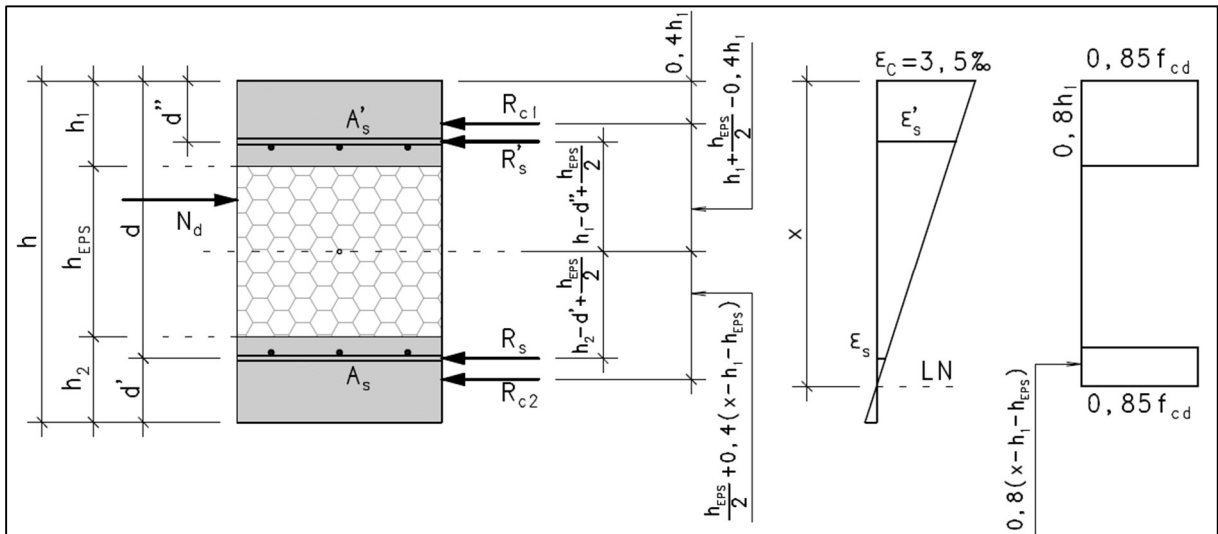 h
h₁
h_EPS
h₂
d''
d
d'
N_d
A'_s
A_s
R_c1
R'_s
R_s
R_c2
h₁-d''+h_EPS/2
h₂-d'+h_EPS/2
0,4h₁
h₁+h_EPS/2-0,4h₁
h_EPS/2+0,4(x-h₁-h_EPS)
x
ε_C=3,5‰
ε'_s
ε_s
LN
0,85f_cd
0,8h₁
0,85f_cd
0,8(x-h₁-h_EPS)